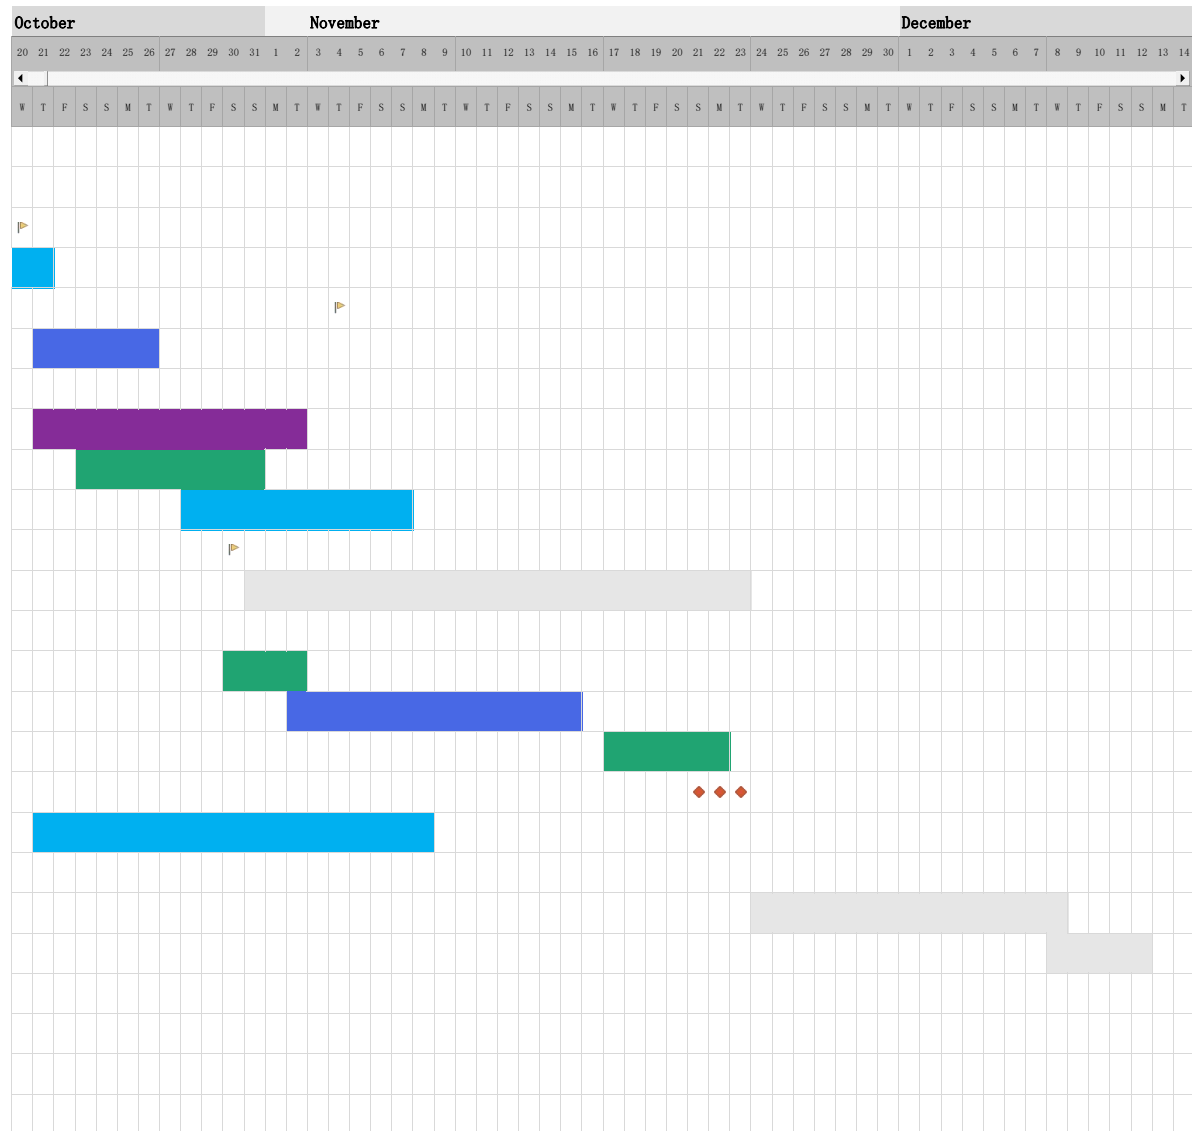 October November December
20 21 22 23 24 25 26 27 28 29 30 31 1 2 3 4 5 6 7 8 9 10 11 12 13 14 15 16 17 18 19 20 21 22 23 24 25 26 27 28 29 30 1 2 3 4 5 6 7 8 9 10 11 12 13 14
W T F S S M T W T F S S M T W T F S S M T W T F S S M T W T F S S M T W T F S S M T W T F S S M T W T F S S M T